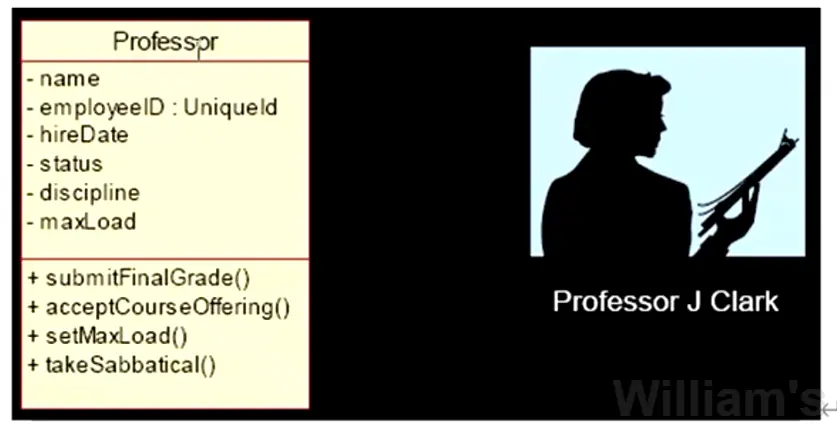 Professor
- name
- employeeID : UniqueId
- hireDate
- status
- discipline
- maxLoad
+ submitFinalGrade()
+ acceptCourseOffering()
+ setMaxLoad()
+ takeSabbatical()
Professor J Clark
William's